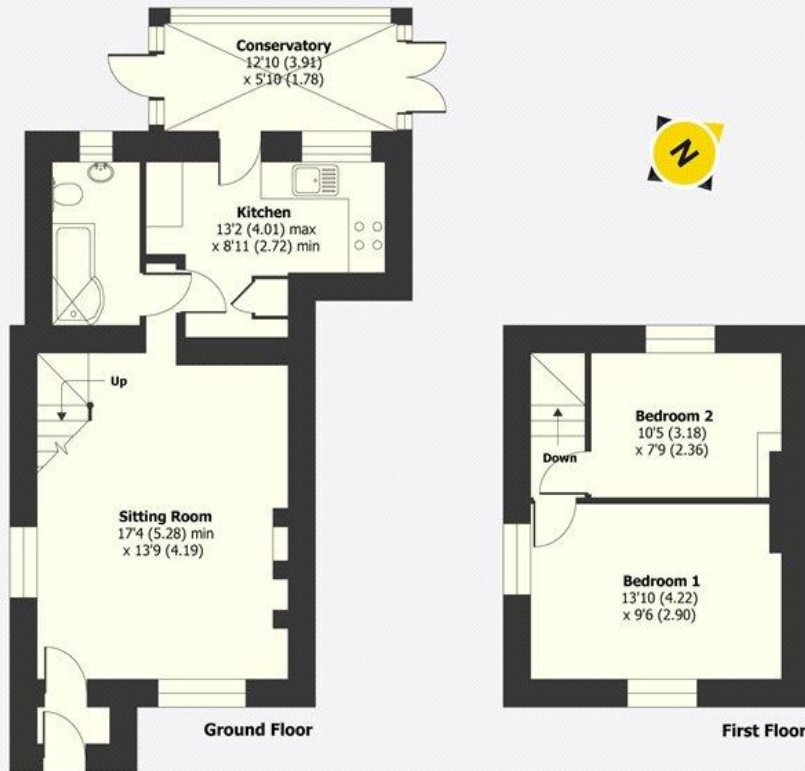 Conservatory
12'10 (3.91)
x 5'10 (1.78)
N
Kitchen
13'2 (4.01) max
x 8'11 (2.72) min
Up
Sitting Room
17'4 (5.28) min
x 13'9 (4.19)
Ground Floor
Bedroom 2
10'5 (3.18)
x 7'9 (2.36)
Down
Bedroom 1
13'10 (4.22)
x 9'6 (2.90)
First Floor